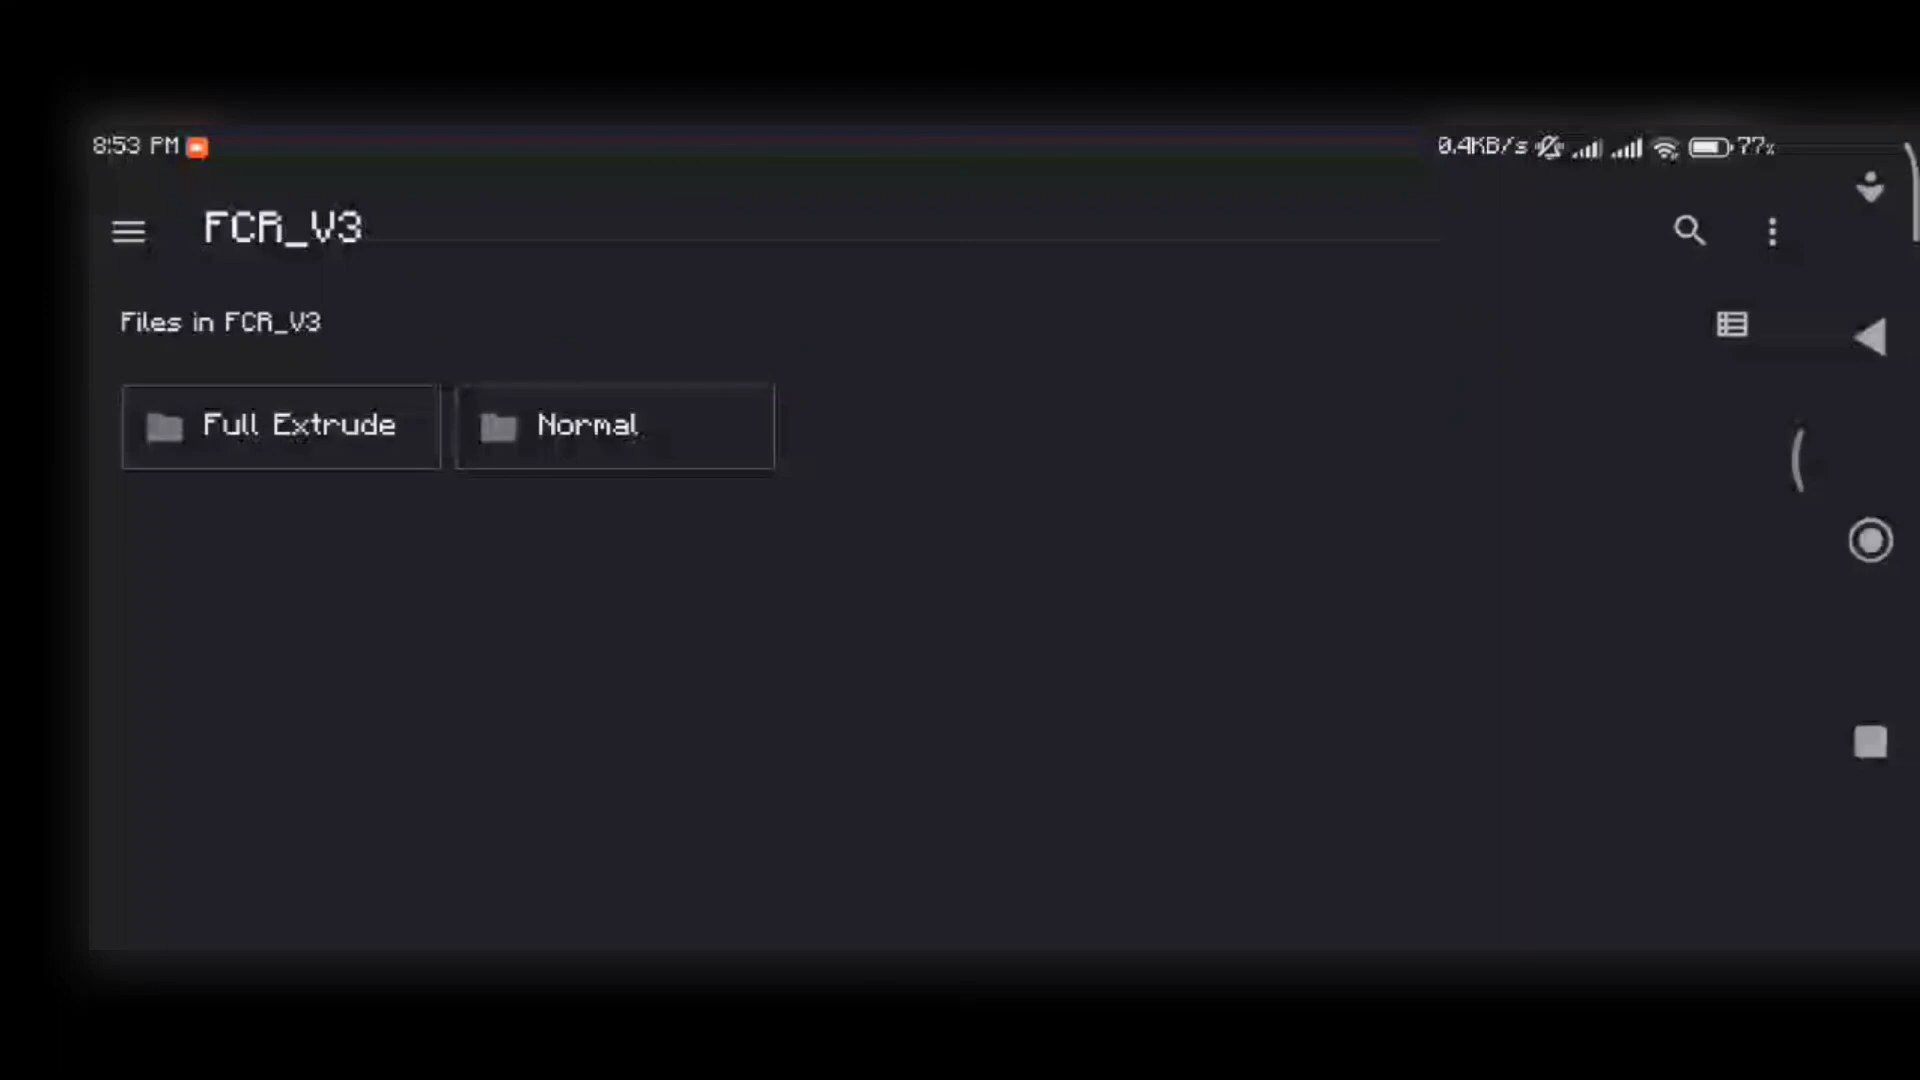 8:53 PM
0.4KB/s 77%
FCR_V3
Files in FCR_V3
Full Extrude
Normal